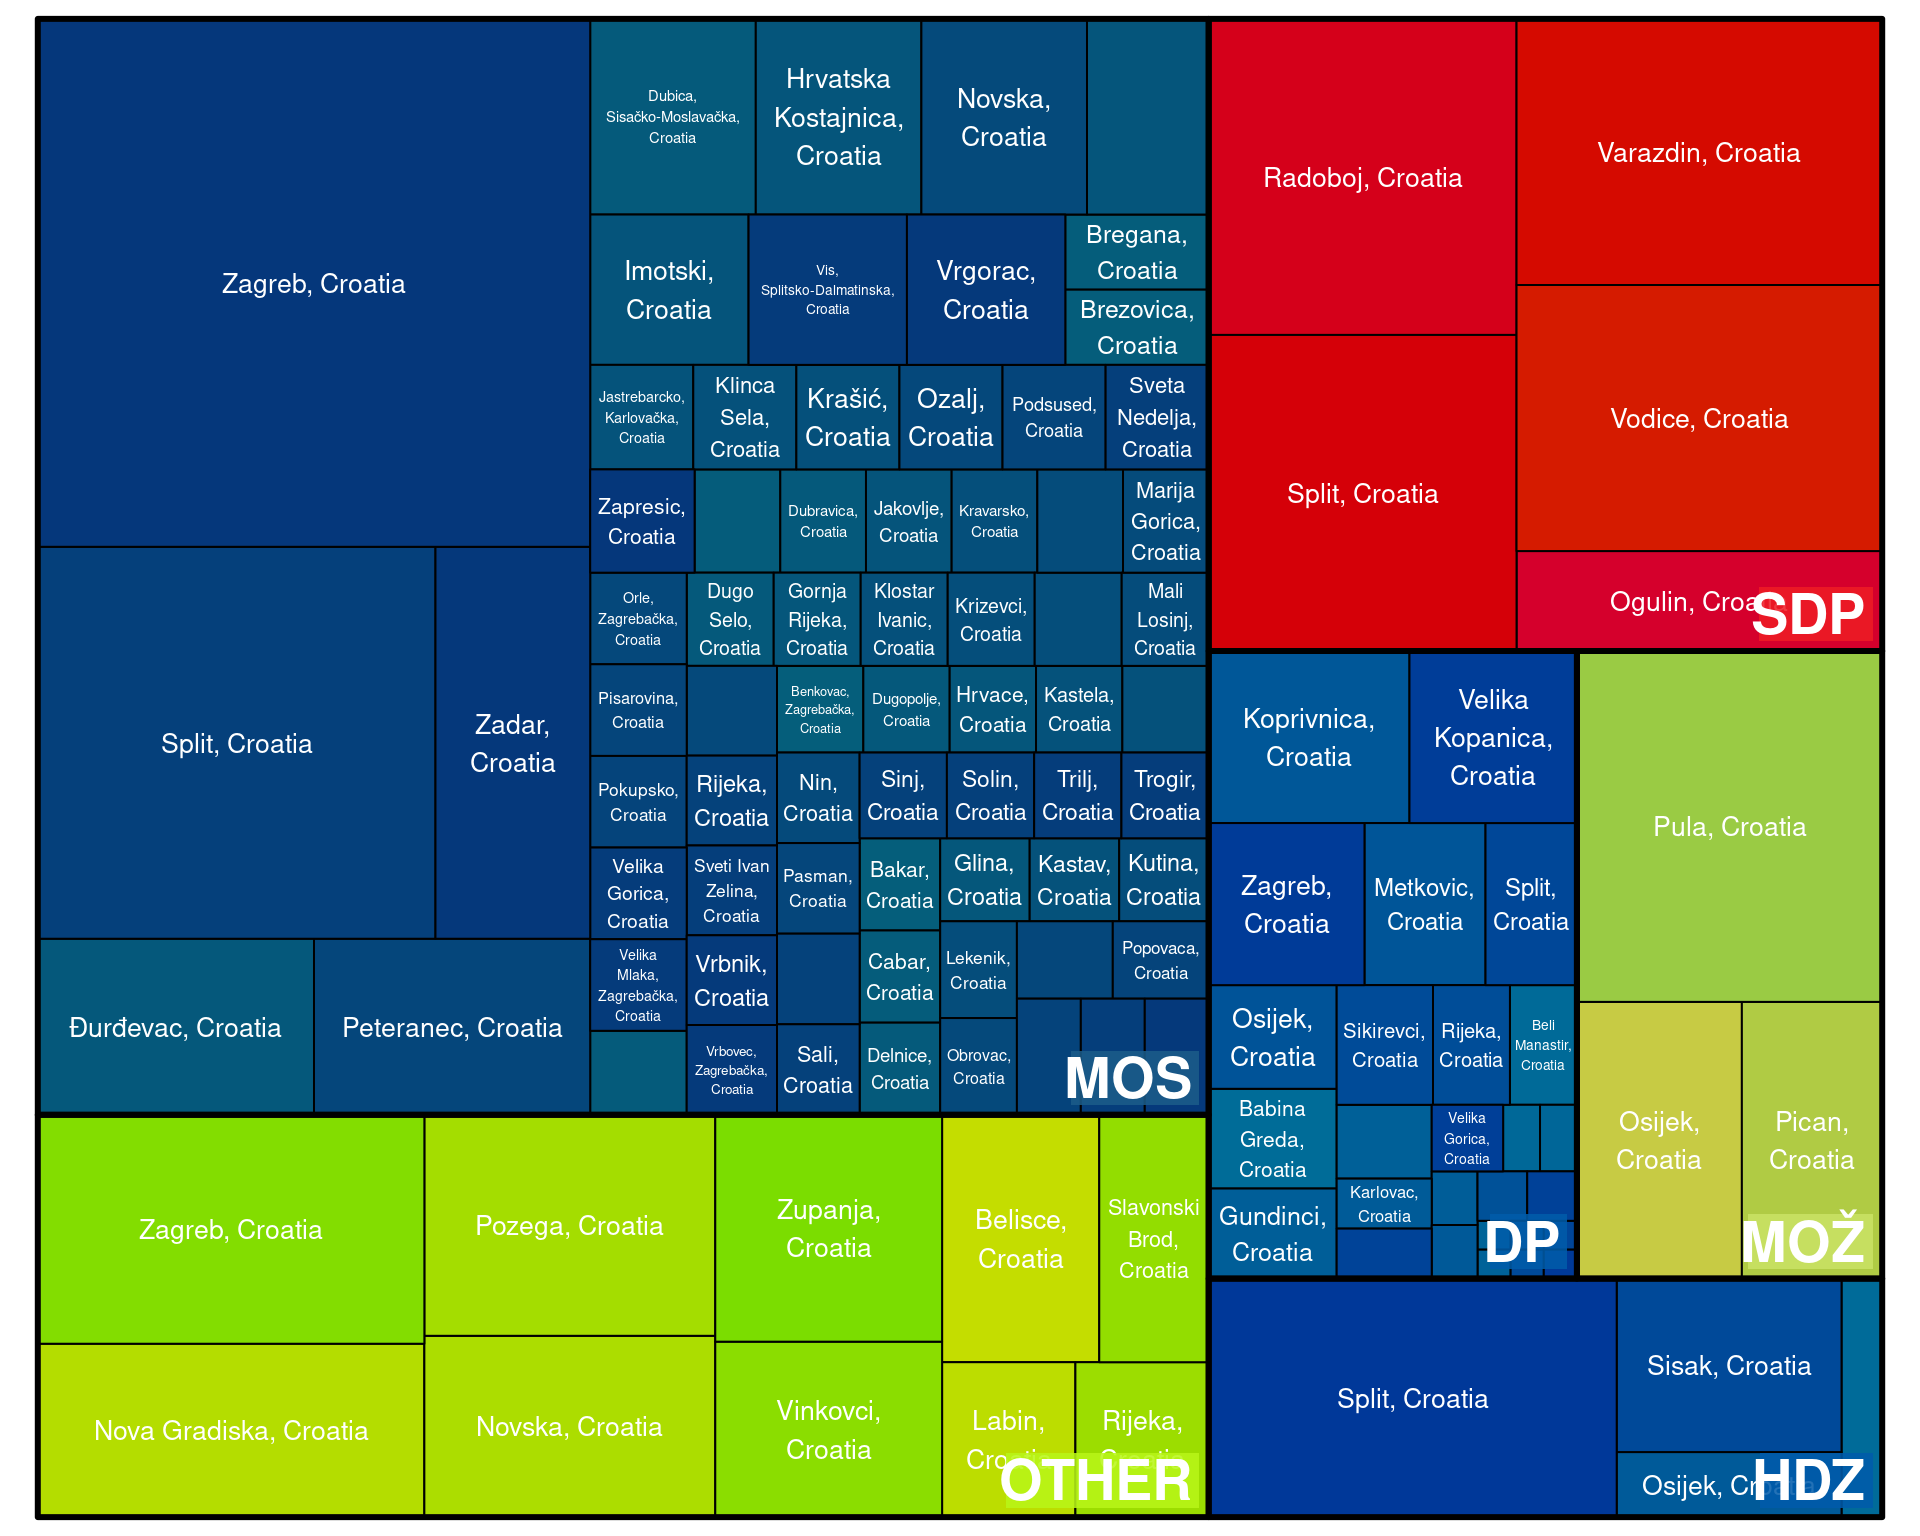 Zagreb, Croatia
Split, Croatia
Zadar,
Croatia
Đurđevac, Croatia
Peteranec, Croatia
Dubica,
Sisačko-Moslavačka,
Croatia
Hrvatska
Kostajnica,
Croatia
Novska,
Croatia
Imotski,
Croatia
Vis,
Splitsko-Dalmatinska,
Croatia
Vrgorac,
Croatia
Bregana,
Croatia
Brezovica,
Croatia
Jastrebarcko,
Karlovačka,
Croatia
Klinca
Sela,
Croatia
Krašić,
Croatia
Ozalj,
Croatia
Podsused,
Croatia
Sveta
Nedelja,
Croatia
Zapresic,
Croatia
Dubravica,
Croatia
Jakovlje,
Croatia
Kravarsko,
Croatia
Marija
Gorica,
Croatia
Orle,
Zagrebačka,
Croatia
Dugo
Selo,
Croatia
Gornja
Rijeka,
Croatia
Klostar
Ivanic,
Croatia
Krizevci,
Croatia
Mali
Losinj,
Croatia
Pisarovina,
Croatia
Benkovac,
Zagrebačka,
Croatia
Dugopolje,
Croatia
Hrvace,
Croatia
Kastela,
Croatia
Pokupsko,
Croatia
Rijeka,
Croatia
Nin,
Croatia
Sinj,
Croatia
Solin,
Croatia
Trilj,
Croatia
Trogir,
Croatia
Velika
Gorica,
Croatia
Sveti Ivan
Zelina,
Croatia
Pasman,
Croatia
Bakar,
Croatia
Glina,
Croatia
Kastav,
Croatia
Kutina,
Croatia
Velika
Mlaka,
Zagrebačka,
Croatia
Vrbnik,
Croatia
Cabar,
Croatia
Lekenik,
Croatia
Popovaca,
Croatia
Vrbovec,
Zagrebačka,
Croatia
Sali,
Croatia
Delnice,
Croatia
Obrovac,
Croatia
MOS
Zagreb, Croatia
Nova Gradiska, Croatia
Pozega, Croatia
Novska, Croatia
Zupanja,
Croatia
Vinkovci,
Croatia
Belisce,
Croatia
Slavonski
Brod,
Croatia
Labin,
Croatia
Rijeka,
Croatia
OTHER
Radoboj, Croatia
Split, Croatia
Varazdin, Croatia
Vodice, Croatia
Ogulin, Croatia
SDP
Koprivnica,
Croatia
Velika
Kopanica,
Croatia
Zagreb,
Croatia
Metkovic,
Croatia
Split,
Croatia
Osijek,
Croatia
Sikirevci,
Croatia
Rijeka,
Croatia
Beli
Manastir,
Croatia
Babina
Greda,
Croatia
Velika
Gorica,
Croatia
Gundinci,
Croatia
Karlovac,
Croatia
DP
Pula, Croatia
Osijek,
Croatia
Pican,
Croatia
MOŽ
Split, Croatia
Sisak, Croatia
Osijek, Croatia
HDZ